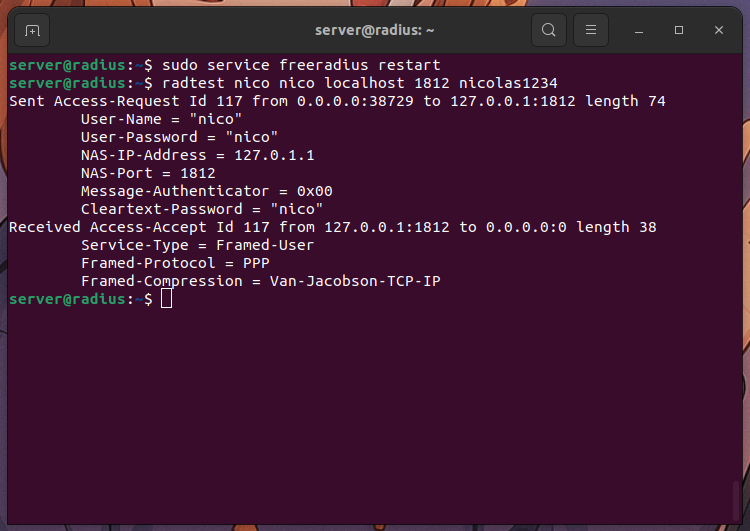 server@radius: ~
server@radius:~$ sudo service freeradius restart
server@radius:~$ radtest nico nico localhost 1812 nicolas1234
Sent Access-Request Id 117 from 0.0.0.0:38729 to 127.0.0.1:1812 length 74
User-Name = "nico"
User-Password = "nico"
NAS-IP-Address = 127.0.1.1
NAS-Port = 1812
Message-Authenticator = 0x00
Cleartext-Password = "nico"
Received Access-Accept Id 117 from 127.0.0.1:1812 to 0.0.0.0:0 length 38
Service-Type = Framed-User
Framed-Protocol = PPP
Framed-Compression = Van-Jacobson-TCP-IP
server@radius:~$